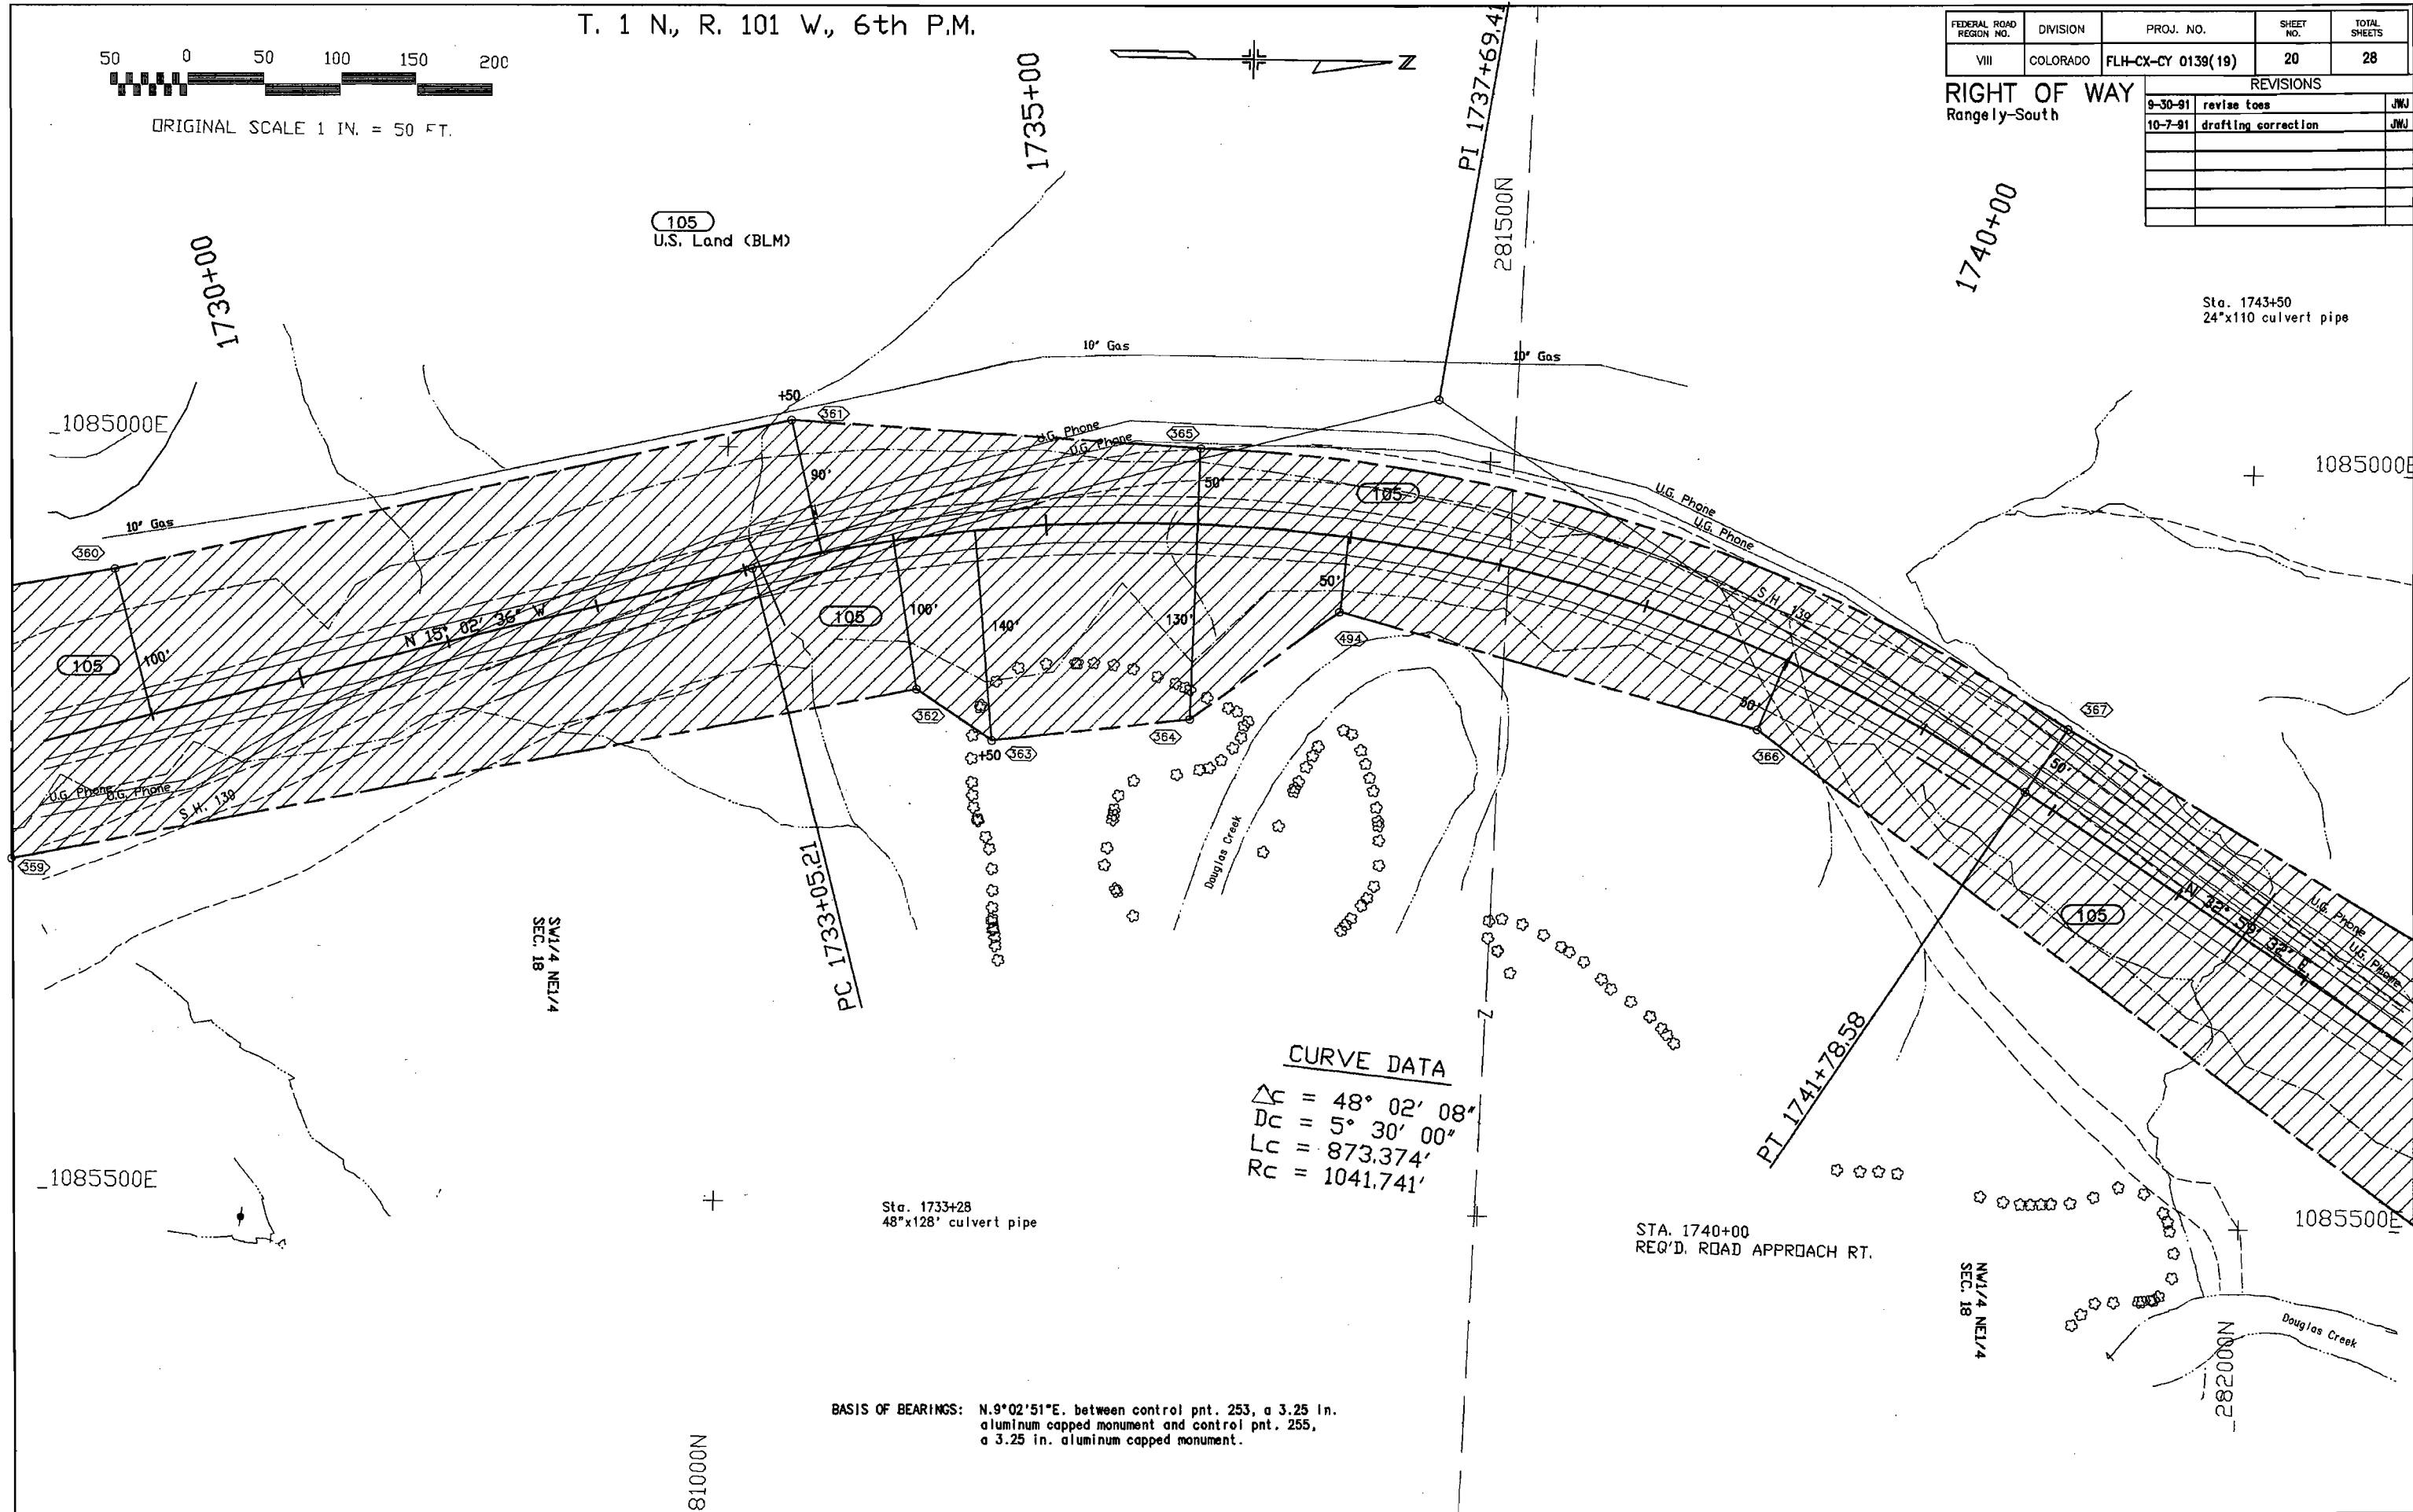 T. 1 N., R. 101 W., 6th P.M.
50 0 50 100 150 200
ORIGINAL SCALE 1 IN. = 50 FT.
FEDERAL ROAD REGION NO. DIVISION PROJ. NO. SHEET NO. TOTAL SHEETS
VIII COLORADO FLH-CX-CY 0139(19) 20 28
RIGHT OF WAY
Rangely-South
REVISIONS
9-30-91 revise toes JWJ
10-7-91 drafting correction JWJ
Z
1730+00
1735+00
PI 1737+69.41
281500N
1740+00
105
U.S. Land (BLM)
Sta. 1743+50
24"x110 culvert pipe
10" Gas
10" Gas
10" Gas
1085000E
1085000E
+50
361
365
360
90'
50'
U.G. Phone
U.G. Phone
105
U.G. Phone
U.G. Phone
N 15° 02' 36" W
100'
105
105
100'
140'
130'
50'
494
S.H. 139
362
+50 363
364
50'
366
367
50'
U.G. Phone
U.G. Phone
S.H. 139
359
PC 1733+05.21
Douglas Creek
105
N 32° 59' 32" E
U.G. Phone
U.G. Phone
SW1/4 NE1/4
SEC. 18
Z
PT 1741+78.58
CURVE DATA
Δc = 48° 02' 08"
Dc = 5° 30' 00"
Lc = 873.374'
Rc = 1041.741'
1085500E
1085500E
Sta. 1733+28
48"x128' culvert pipe
STA. 1740+00
REQ'D. ROAD APPROACH RT.
NW1/4 NE1/4
SEC. 18
Douglas Creek
282000N
81000N
BASIS OF BEARINGS: N.9°02'51"E. between control pnt. 253, a 3.25 in.
aluminum capped monument and control pnt. 255,
a 3.25 in. aluminum capped monument.